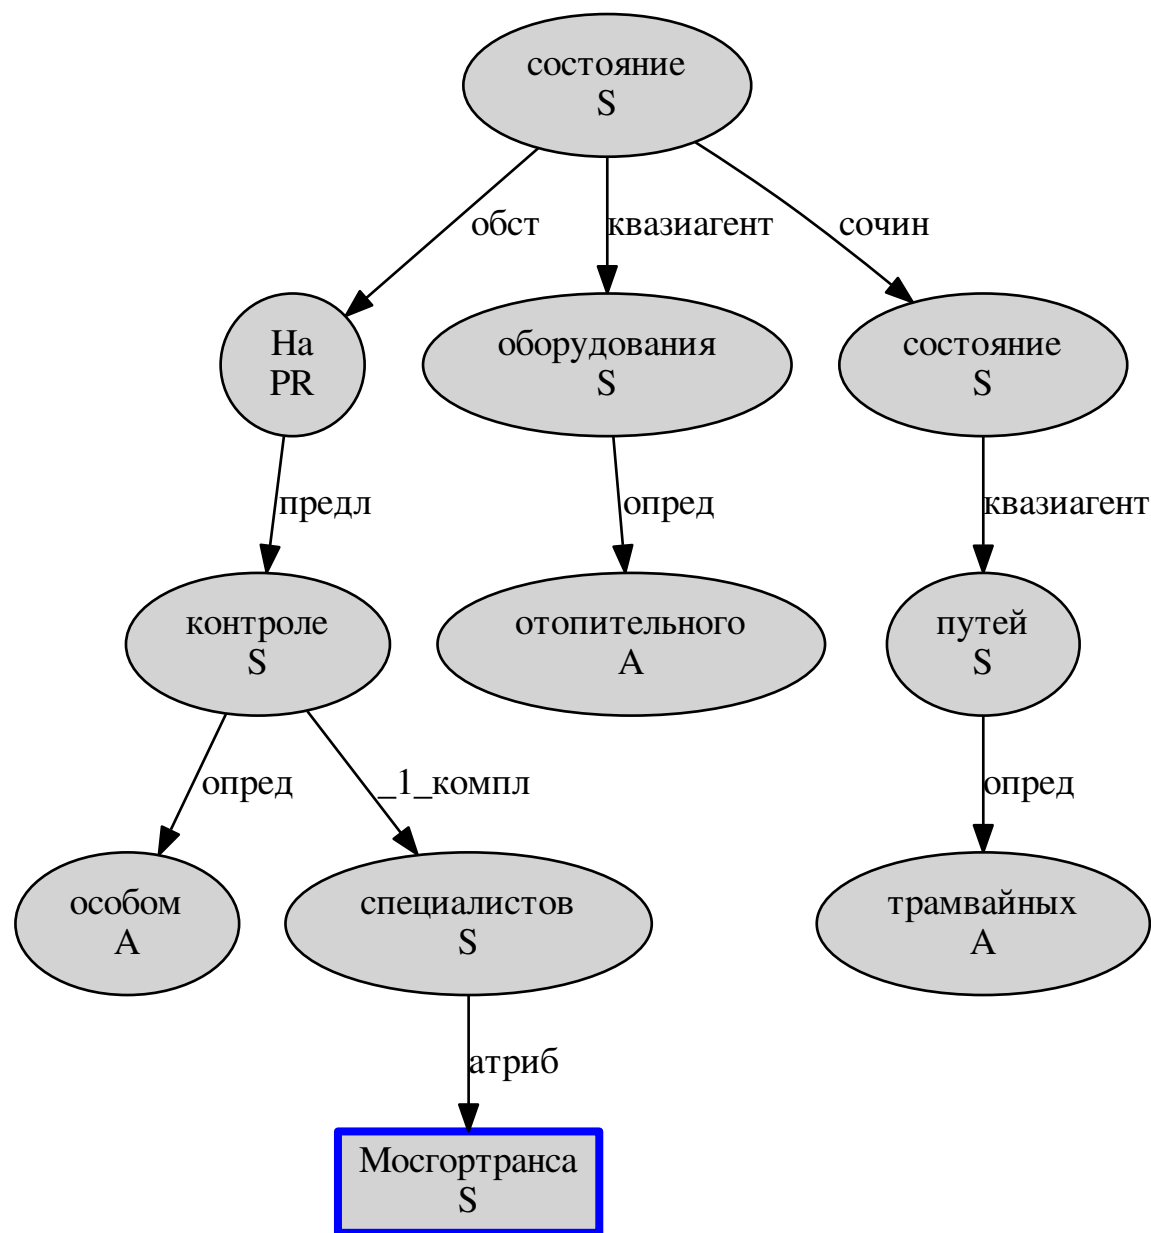 состояние
S
обст
квазиагент
сочин
На
PR
оборудования
S
состояние
S
предл
опред
квазиагент
контроле
S
отопительного
A
путей
S
опред
_1_компл
опред
особом
A
специалистов
S
трамвайных
A
атриб
Мосгортранса
S